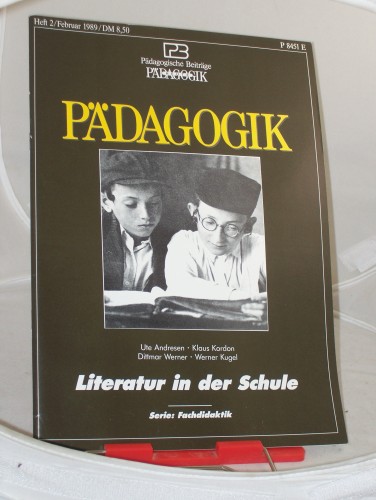 Heft 2/Februar 1989/DM 8,50
P 8451 E
PB
Pädagogische Beiträge
PÄDAGOGIK
PÄDAGOGIK
Ute Andresen · Klaus Kordon
Dittmar Werner · Werner Kugel
Literatur in der Schule
Serie: Fachdidaktik